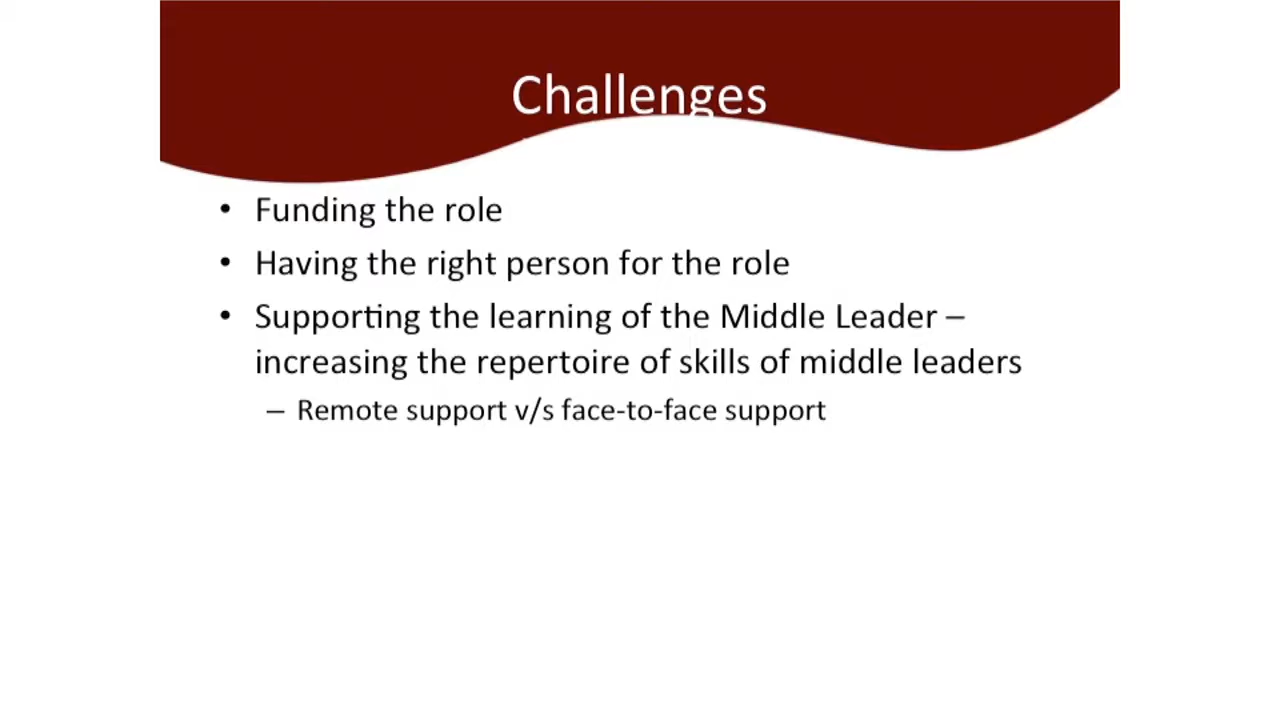 Challenges
• Funding the role
• Having the right person for the role
• Supporting the learning of the Middle Leader –
increasing the repertoire of skills of middle leaders
– Remote support v/s face-to-face support